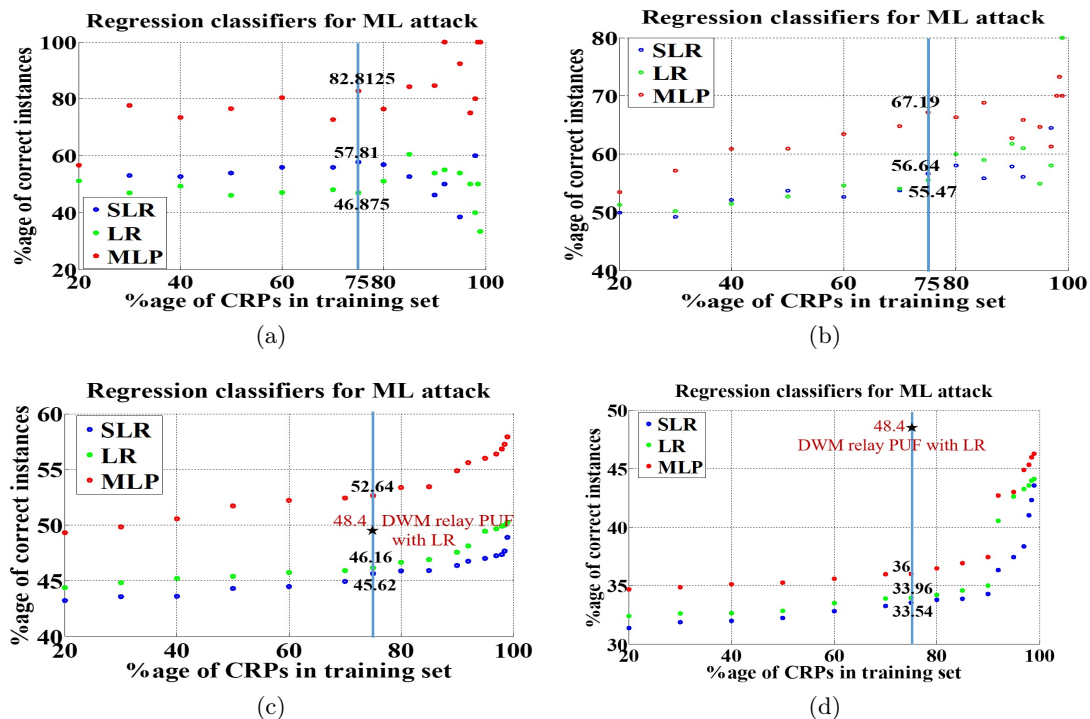 Regression classifiers for ML attack
%age of correct instances
100
80
60
40
20
82.8125
57.81
46.875
SLR
LR
MLP
20
40
60
75
80
100
%age of CRPs in training set
(a)
Regression classifiers for ML attack
%age of correct instances
80
70
60
50
40
SLR
LR
MLP
67.19
56.64
55.47
20
40
60
75
80
100
%age of CRPs in training set
(b)
Regression classifiers for ML attack
%age of correct instances
60
55
50
45
40
SLR
LR
MLP
52.64
48.4 DWM relay PUF
with LR
46.16
45.62
20
40
60
80
100
%age of CRPs in training set
(c)
Regression classifiers for ML attack
%age of correct instances
50
45
40
35
30
SLR
LR
MLP
48.4
DWM relay PUF with LR
36
33.96
33.54
20
40
60
80
100
%age of CRPs in training set
(d)